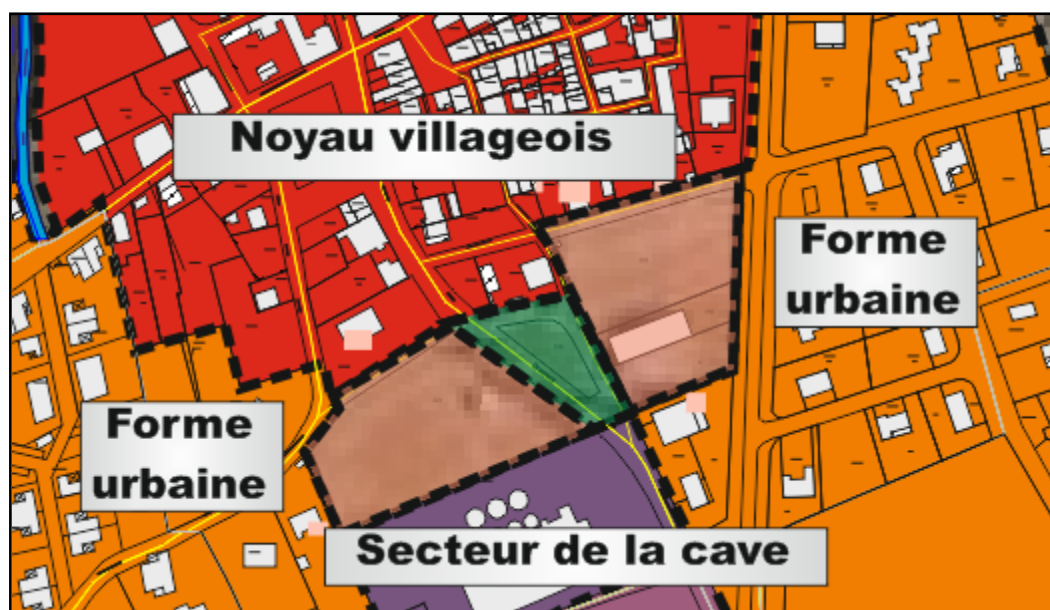 Noyau villageois
Forme
urbaine
Forme
urbaine
Secteur de la cave